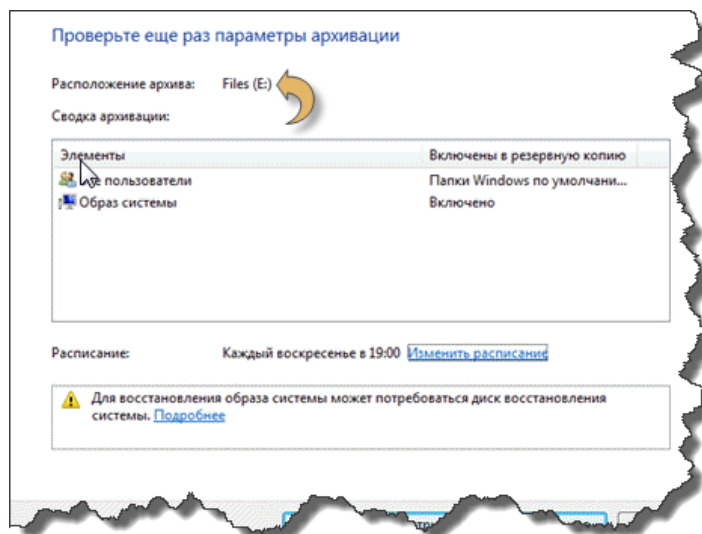 Проверьте еще раз параметры архивации
Расположение архива: Files (E:)
Сводка архивации:
Элементы Включены в резервную копию
пользователи Папки Windows по умолчани...
Образ системы Включено
Расписание: Каждый воскресенье в 19:00 Изменить расписание
Для восстановления образа системы может потребоваться диск восстановления
системы. Подробнее